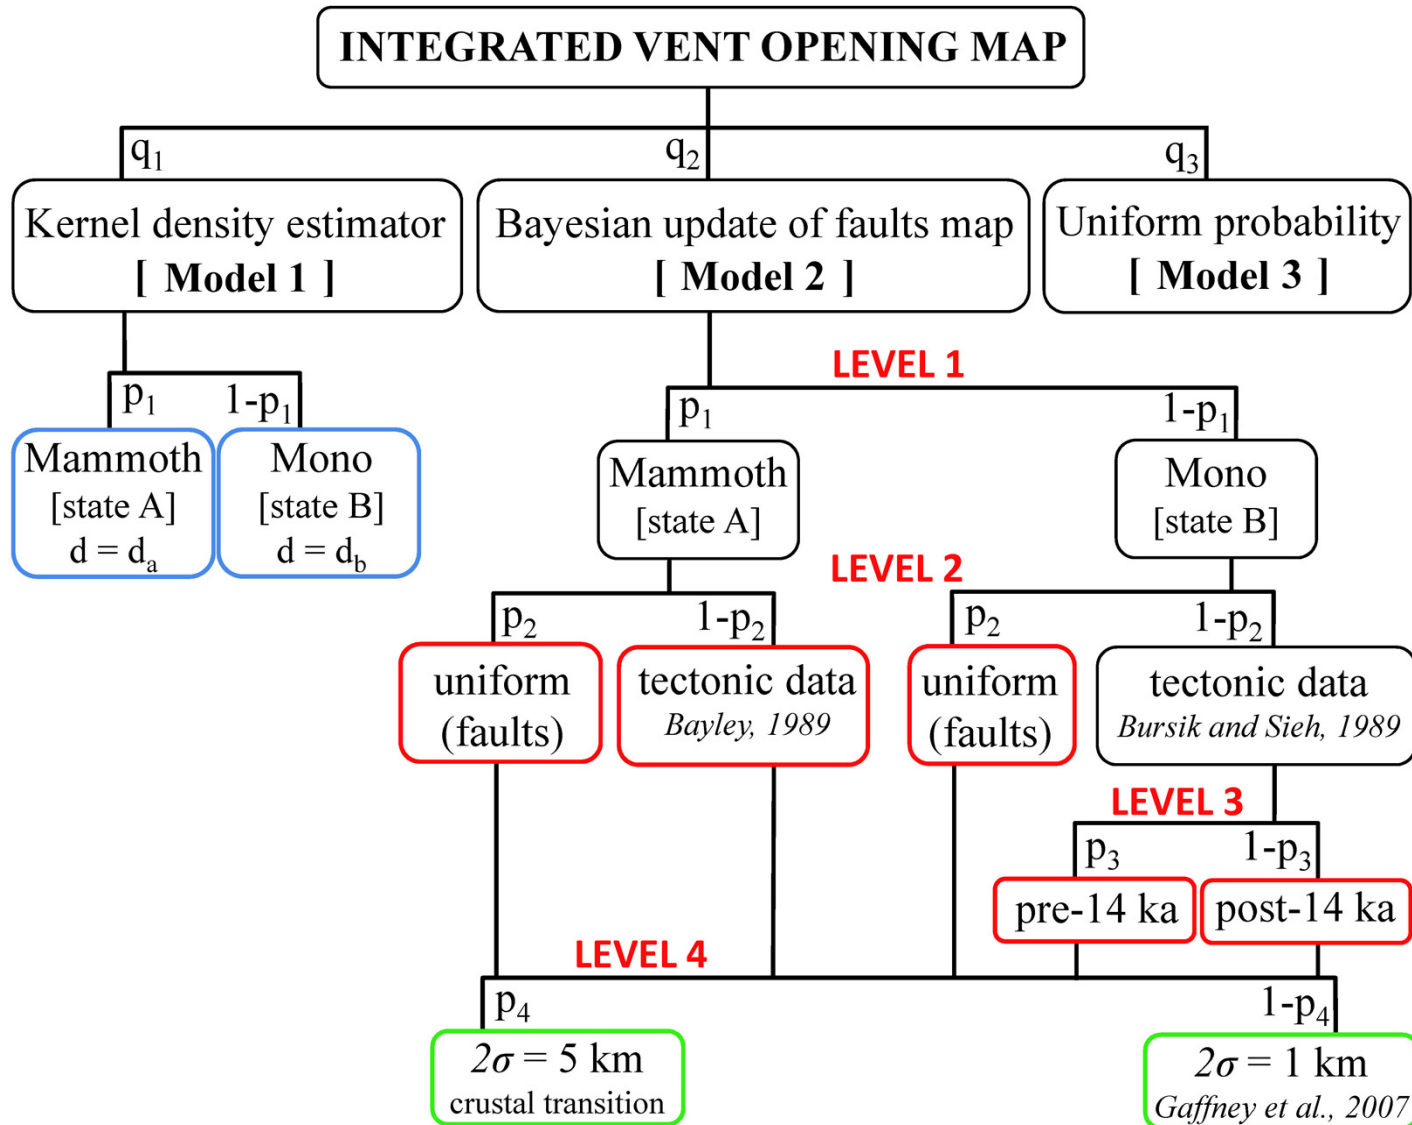 INTEGRATED VENT OPENING MAP
q₁
q₂
q₃
Kernel density estimator
[ Model 1 ]
Bayesian update of faults map
[ Model 2 ]
Uniform probability
[ Model 3 ]
LEVEL 1
p₁
1-p₁
p₁
1-p₁
Mammoth
[state A]
d = dₐ
Mono
[state B]
d = d_b
Mammoth
[state A]
Mono
[state B]
LEVEL 2
p₂
1-p₂
p₂
1-p₂
uniform
(faults)
tectonic data
Bayley, 1989
uniform
(faults)
tectonic data
Bursik and Sieh, 1989
LEVEL 3
p₃
1-p₃
pre-14 ka
post-14 ka
LEVEL 4
p₄
1-p₄
2σ = 5 km
crustal transition
2σ = 1 km
Gaffney et al., 2007